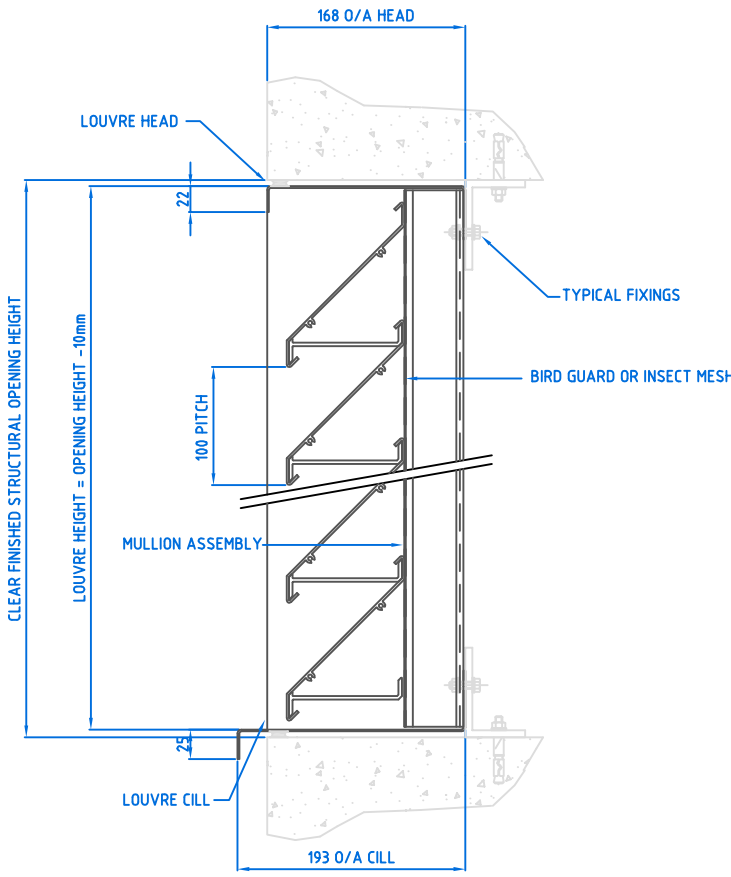 168 O/A HEAD
LOUVRE HEAD
22
TYPICAL FIXINGS
CLEAR FINISHED STRUCTURAL OPENING HEIGHT
LOUVRE HEIGHT = OPENING HEIGHT -10mm
BIRD GUARD OR INSECT MESH
100 PITCH
MULLION ASSEMBLY
25
LOUVRE CILL
193 O/A CILL